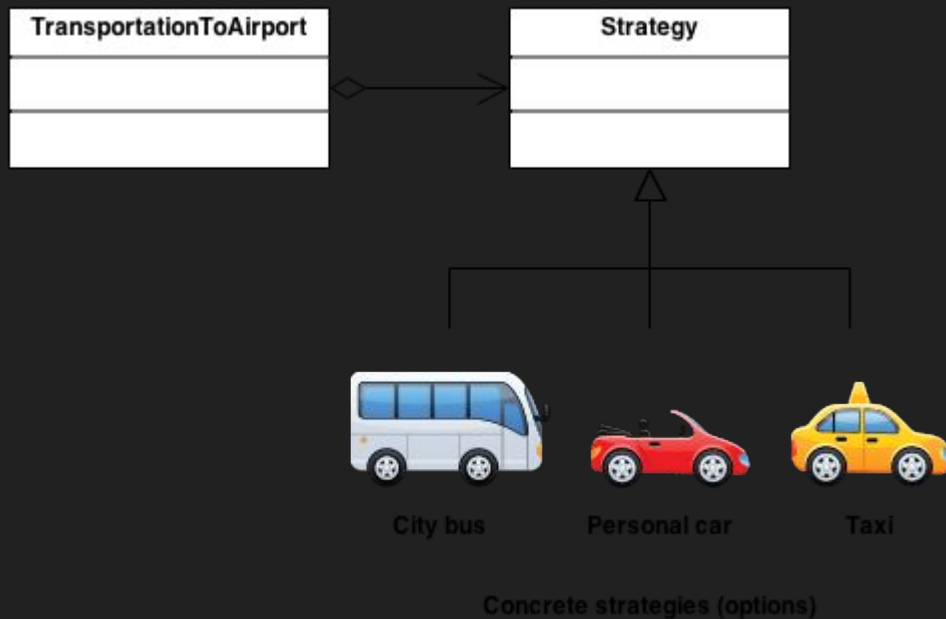 TransportationToAirport
Strategy
City bus
Personal car
Taxi
Concrete strategies (options)